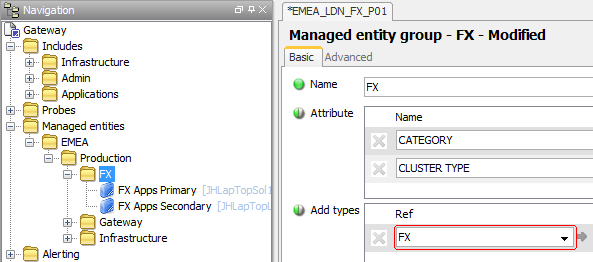 Navigation
Gateway
Includes
Infrastructure
Admin
Applications
Probes
Managed entities
EMEA
Production
FX
FX Apps Primary [JHLapTopSol1
FX Apps Secondary [JHLapTopL
Gateway
Infrastructure
Alerting
*EMEA_LDN_FX_P01
Managed entity group - FX - Modified
Basic Advanced
Name FX
Attribute
Name
CATEGORY
CLUSTER TYPE
Add types
Ref
FX